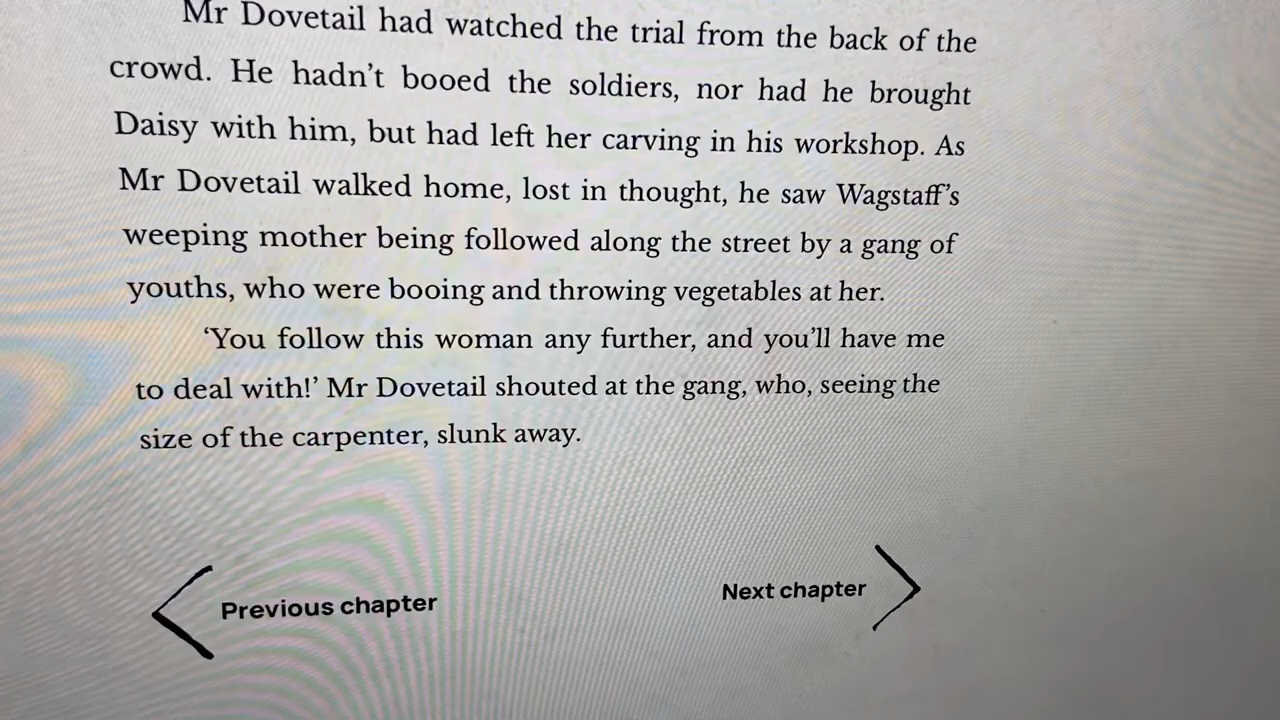 Mr Dovetail had watched the trial from the back of the
crowd. He hadn’t booed the soldiers, nor had he brought
Daisy with him, but had left her carving in his workshop. As
Mr Dovetail walked home, lost in thought, he saw Wagstaff’s
weeping mother being followed along the street by a gang of
youths, who were booing and throwing vegetables at her.
‘You follow this woman any further, and you’ll have me
to deal with!’ Mr Dovetail shouted at the gang, who, seeing the
size of the carpenter, slunk away.
Previous chapter
Next chapter